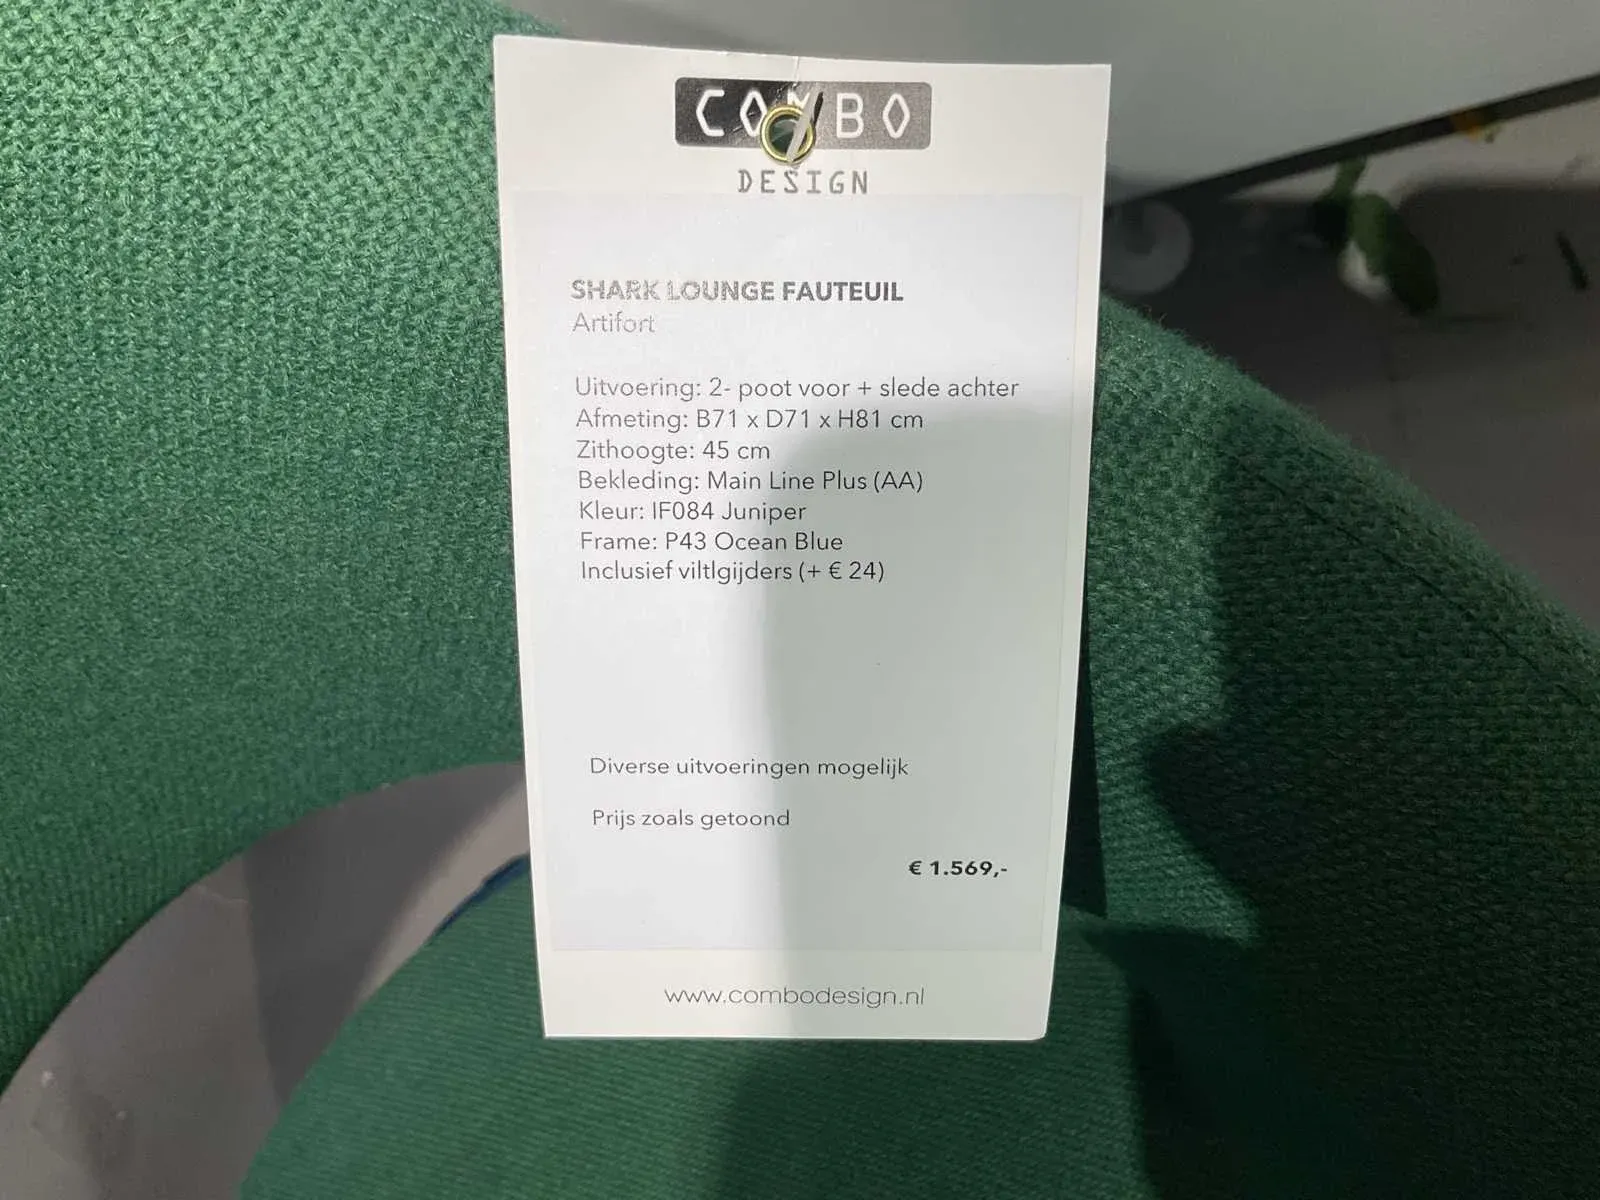 COMBO
DESIGN
SHARK LOUNGE FAUTEUIL
Artifort
Uitvoering: 2- poot voor + slede achter
Afmeting: B71 x D71 x H81 cm
Zithoogte: 45 cm
Bekleding: Main Line Plus (AA)
Kleur: IF084 Juniper
Frame: P43 Ocean Blue
Inclusief viltlgijders (+ € 24)
Diverse uitvoeringen mogelijk
Prijs zoals getoond
€ 1.569,-
www.combodesign.nl